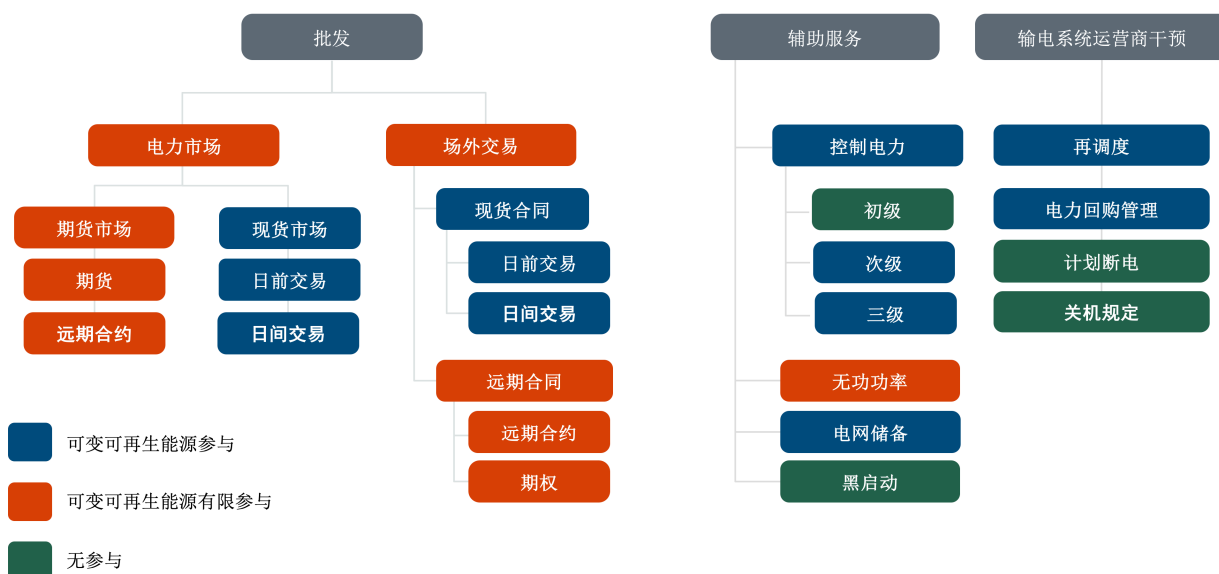 批发
辅助服务
输电系统运营商干预
电力市场
场外交易
控制电力
再调度
期货市场
现货市场
现货合同
初级
电力回购管理
期货
日前交易
日前交易
次级
计划断电
远期合约
日间交易
日间交易
三级
关机规定
远期合同
无功功率
远期合约
电网储备
期权
黑启动
可变可再生能源参与
可变可再生能源有限参与
无参与